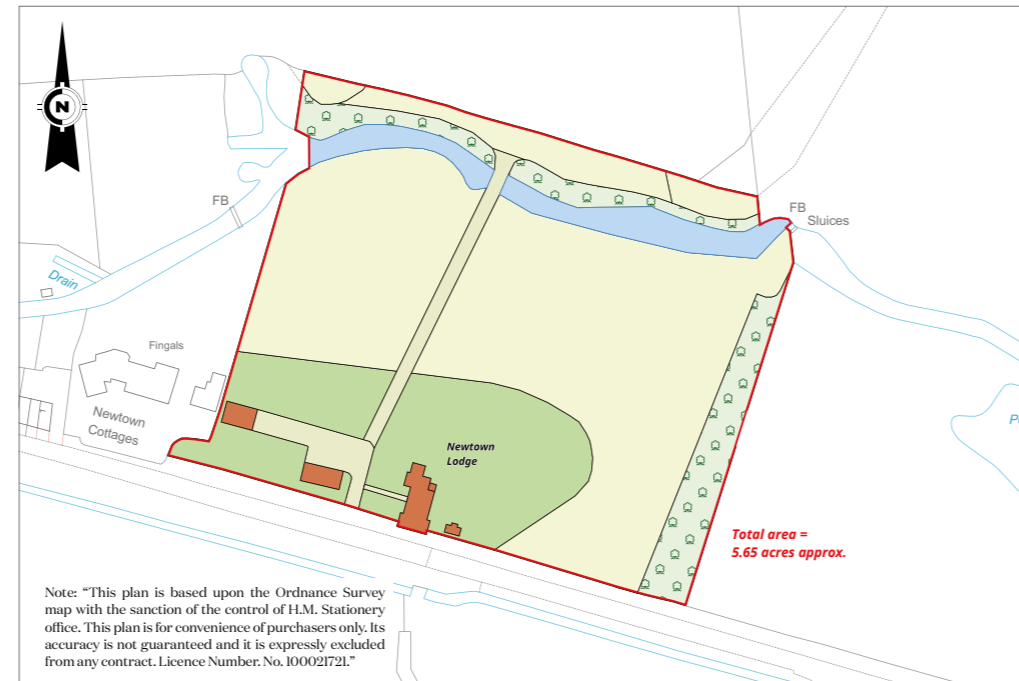 N
FB
FB
Sluices
Drain
Fingals
Newtown
Cottages
Newtown
Lodge
Total area =
5.65 acres approx.
Note: “This plan is based upon the Ordnance Survey
map with the sanction of the control of H.M. Stationery
office. This plan is for convenience of purchasers only. Its
accuracy is not guaranteed and it is expressly excluded
from any contract. Licence Number. No. 100021721.”